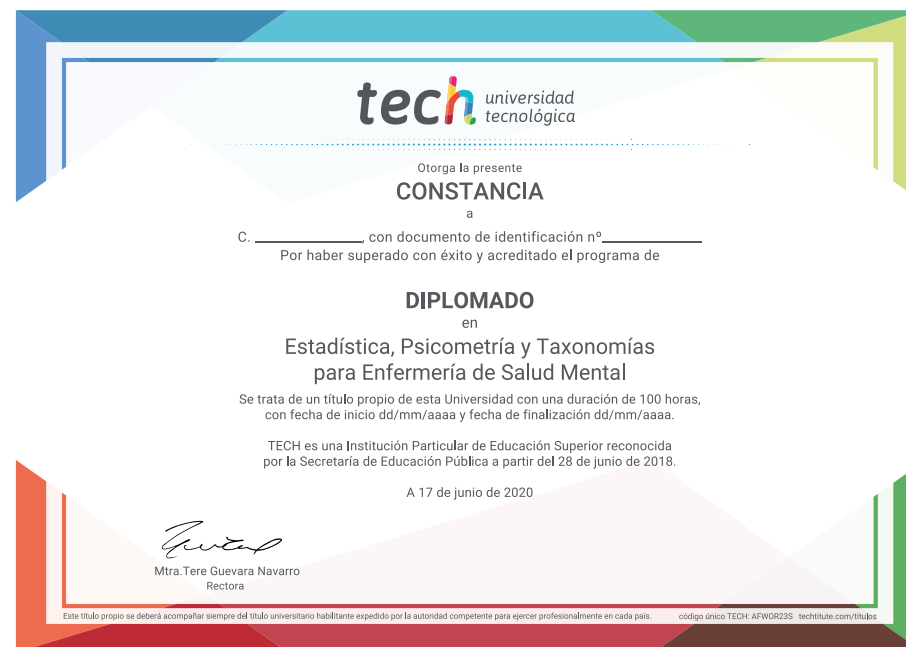 tech universidad
tecnológica
Otorga la presente
CONSTANCIA
a
C. ____________, con documento de identificación nº____________
Por haber superado con éxito y acreditado el programa de
DIPLOMADO
en
Estadística, Psicometría y Taxonomías
para Enfermería de Salud Mental
Se trata de un título propio de esta Universidad con una duración de 100 horas,
con fecha de inicio dd/mm/aaaa y fecha de finalización dd/mm/aaaa.
TECH es una Institución Particular de Educación Superior reconocida
por la Secretaría de Educación Pública a partir del 28 de junio de 2018.
A 17 de junio de 2020
Mtra.Tere Guevara Navarro
Rectora
Este título propio se deberá acompañar siempre del título universitario habilitante expedido por la autoridad competente para ejercer profesionalmente en cada país. código único TECH: AFWOR23S techtitute.com/titulos